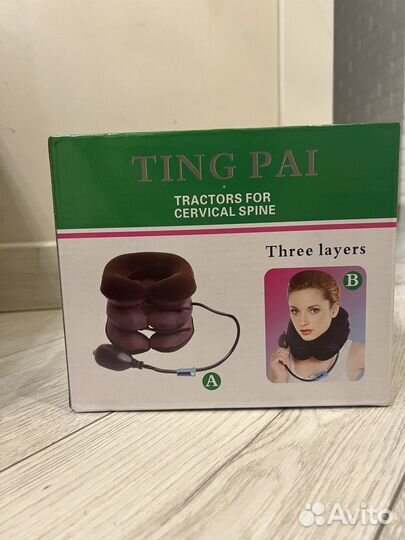 TING PAI
TRACTORS FOR
CERVICAL SPINE
Three layers
B
A
Avito